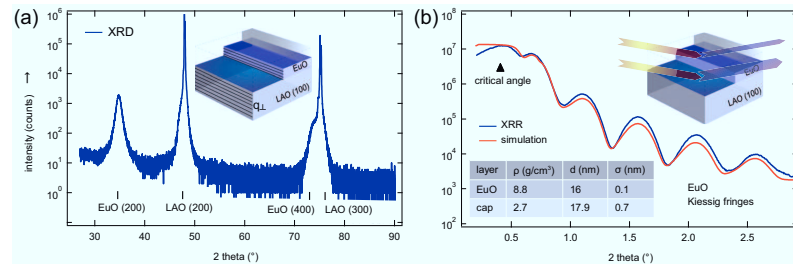 (a)
XRD
intensity (counts) →
10⁶
10⁵
10⁴
10³
10²
10¹
10⁰
EuO
LAO (100)
q⊥
EuO (200)
LAO (200)
EuO (400)
LAO (300)
30 40 50 60 70 80 90
2 theta (°)
(b)
10⁸
10⁷
10⁶
10⁵
10⁴
10³
10²
critical angle
EuO
LAO (100)
XRR
simulation
layer ρ (g/cm³) d (nm) σ (nm)
EuO 8.8 16 0.1
cap 2.7 17.9 0.7
EuO
Kiessig fringes
0.5 1.0 1.5 2.0 2.5
2 theta (°)